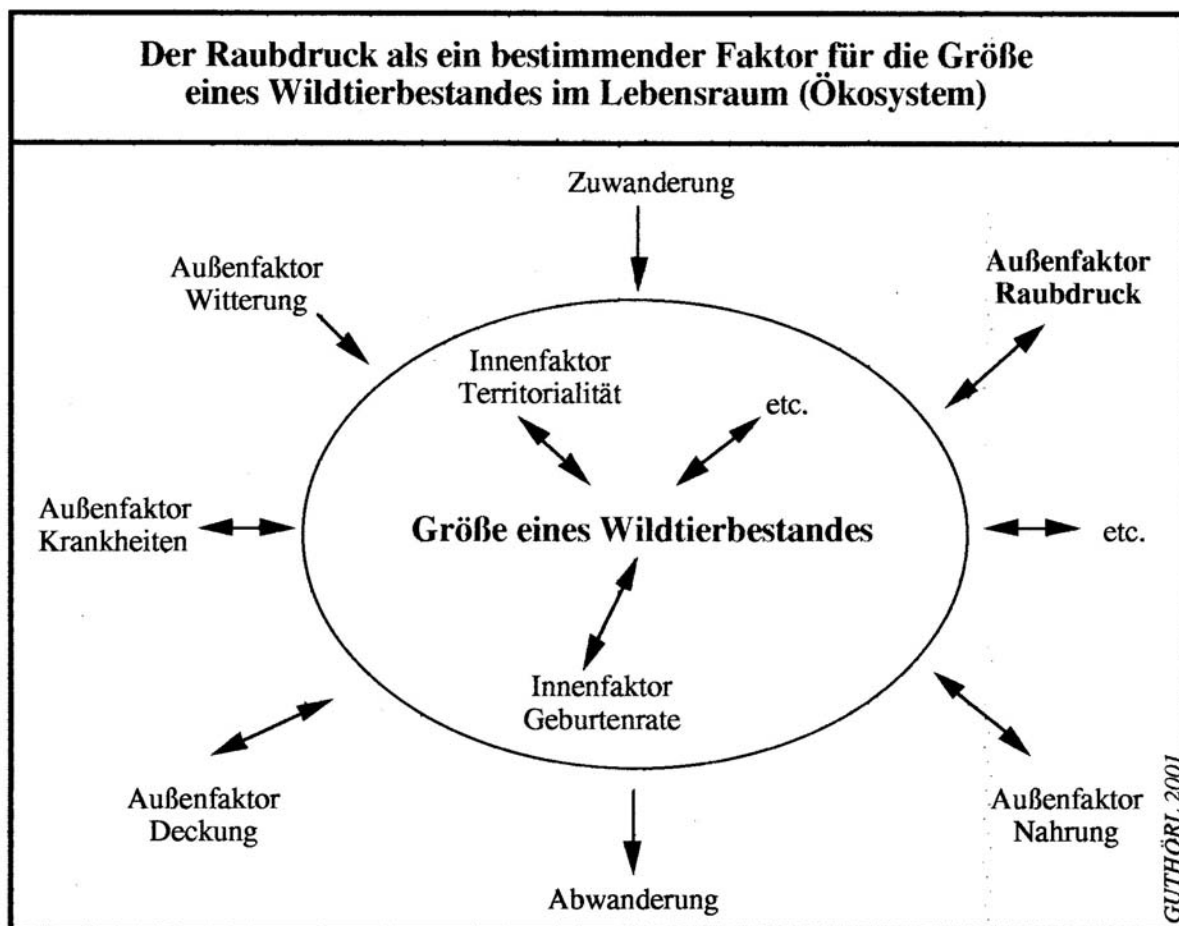 Der Raubdruck als ein bestimmender Faktor für die Größe
eines Wildtierbestandes im Lebensraum (Ökosystem)
Zuwanderung
Außenfaktor
Witterung
Außenfaktor
Raubdruck
Innenfaktor
Territorialität
etc.
Außenfaktor
Krankheiten
Größe eines Wildtierbestandes
etc.
Innenfaktor
Geburtenrate
Außenfaktor
Deckung
Außenfaktor
Nahrung
Abwanderung
GUTHÖRL 2001